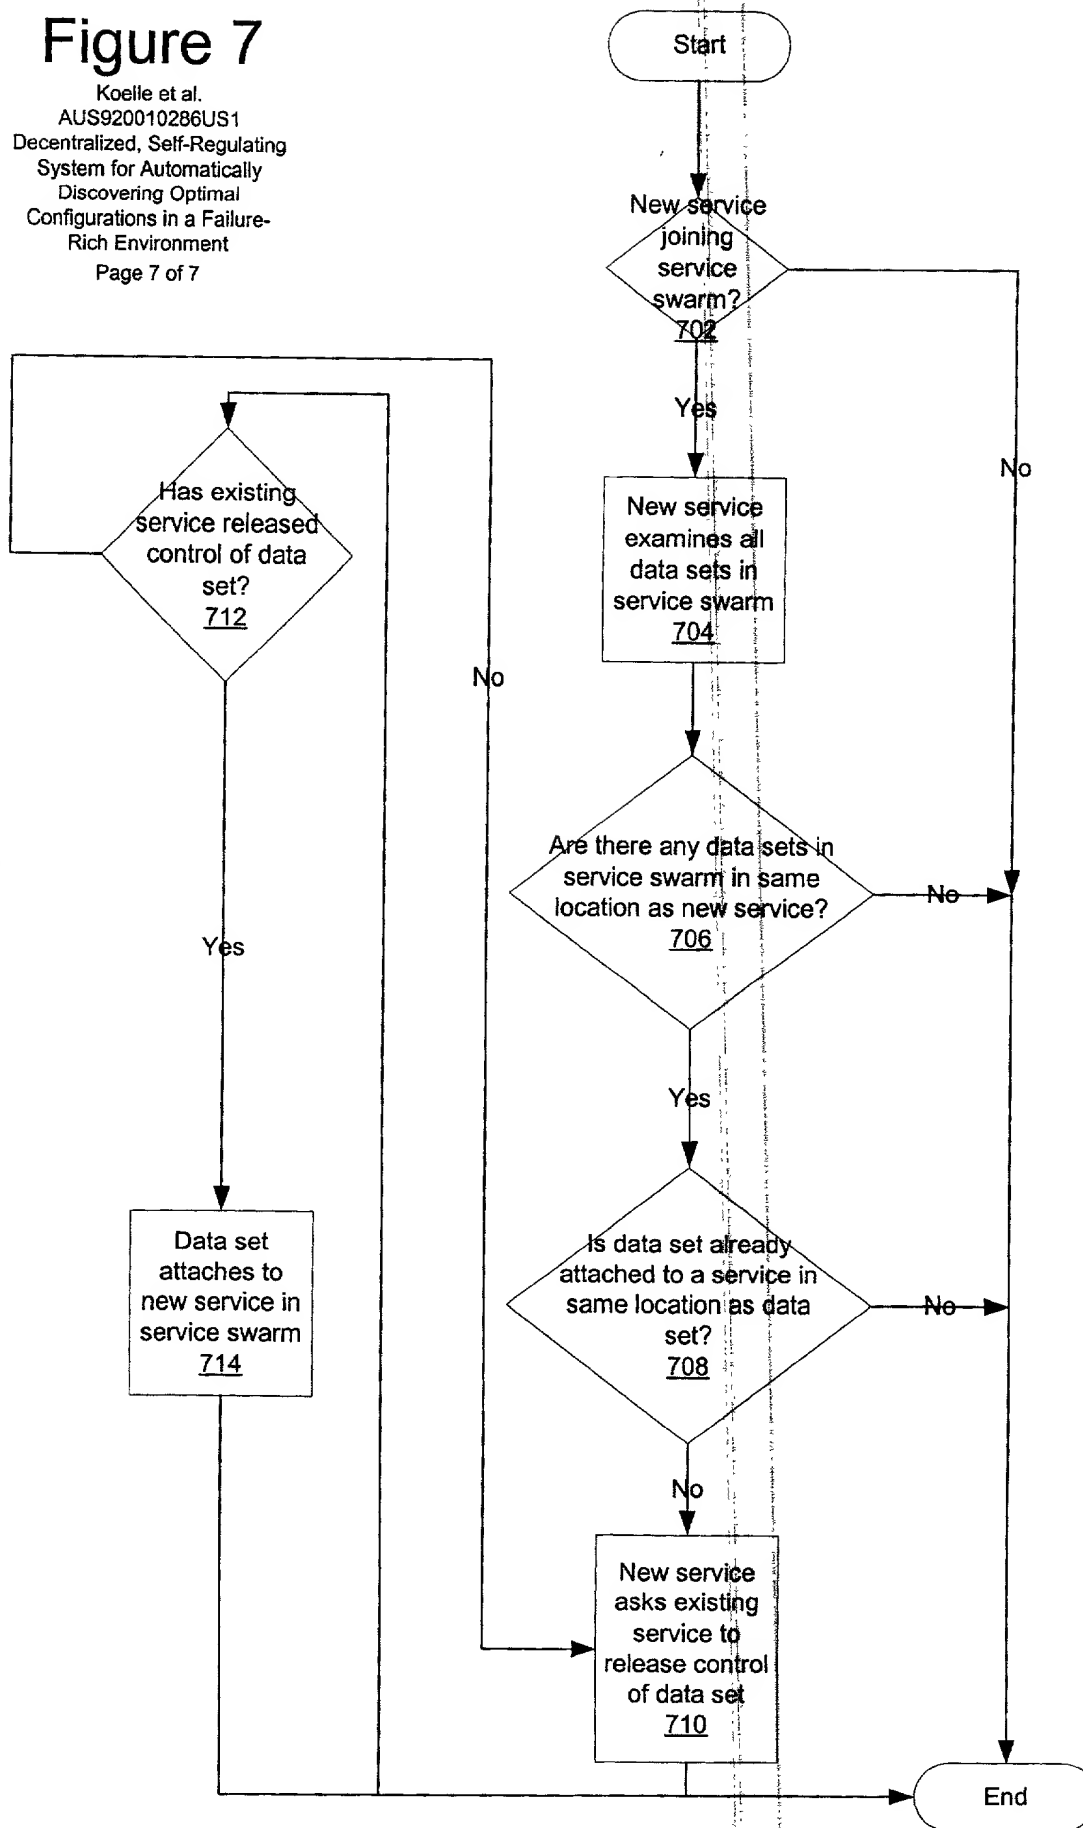 Figure 7
Koelle et al.
AUS920010286US1
Decentralized, Self-Regulating
System for Automatically
Discovering Optimal
Configurations in a Failure-
Rich Environment
Page 7 of 7
Start
New service
joining
service
swarm?
702
Yes
No
New service
examines all
data sets in
service swarm
704
Are there any data sets in
service swarm in same
location as new service?
706
No
Yes
Is data set already
attached to a service in
same location as data
set?
708
No
No
New service
asks existing
service to
release control
of data set
710
Has existing
service released
control of data
set?
712
No
Yes
Data set
attaches to
new service in
service swarm
714
End